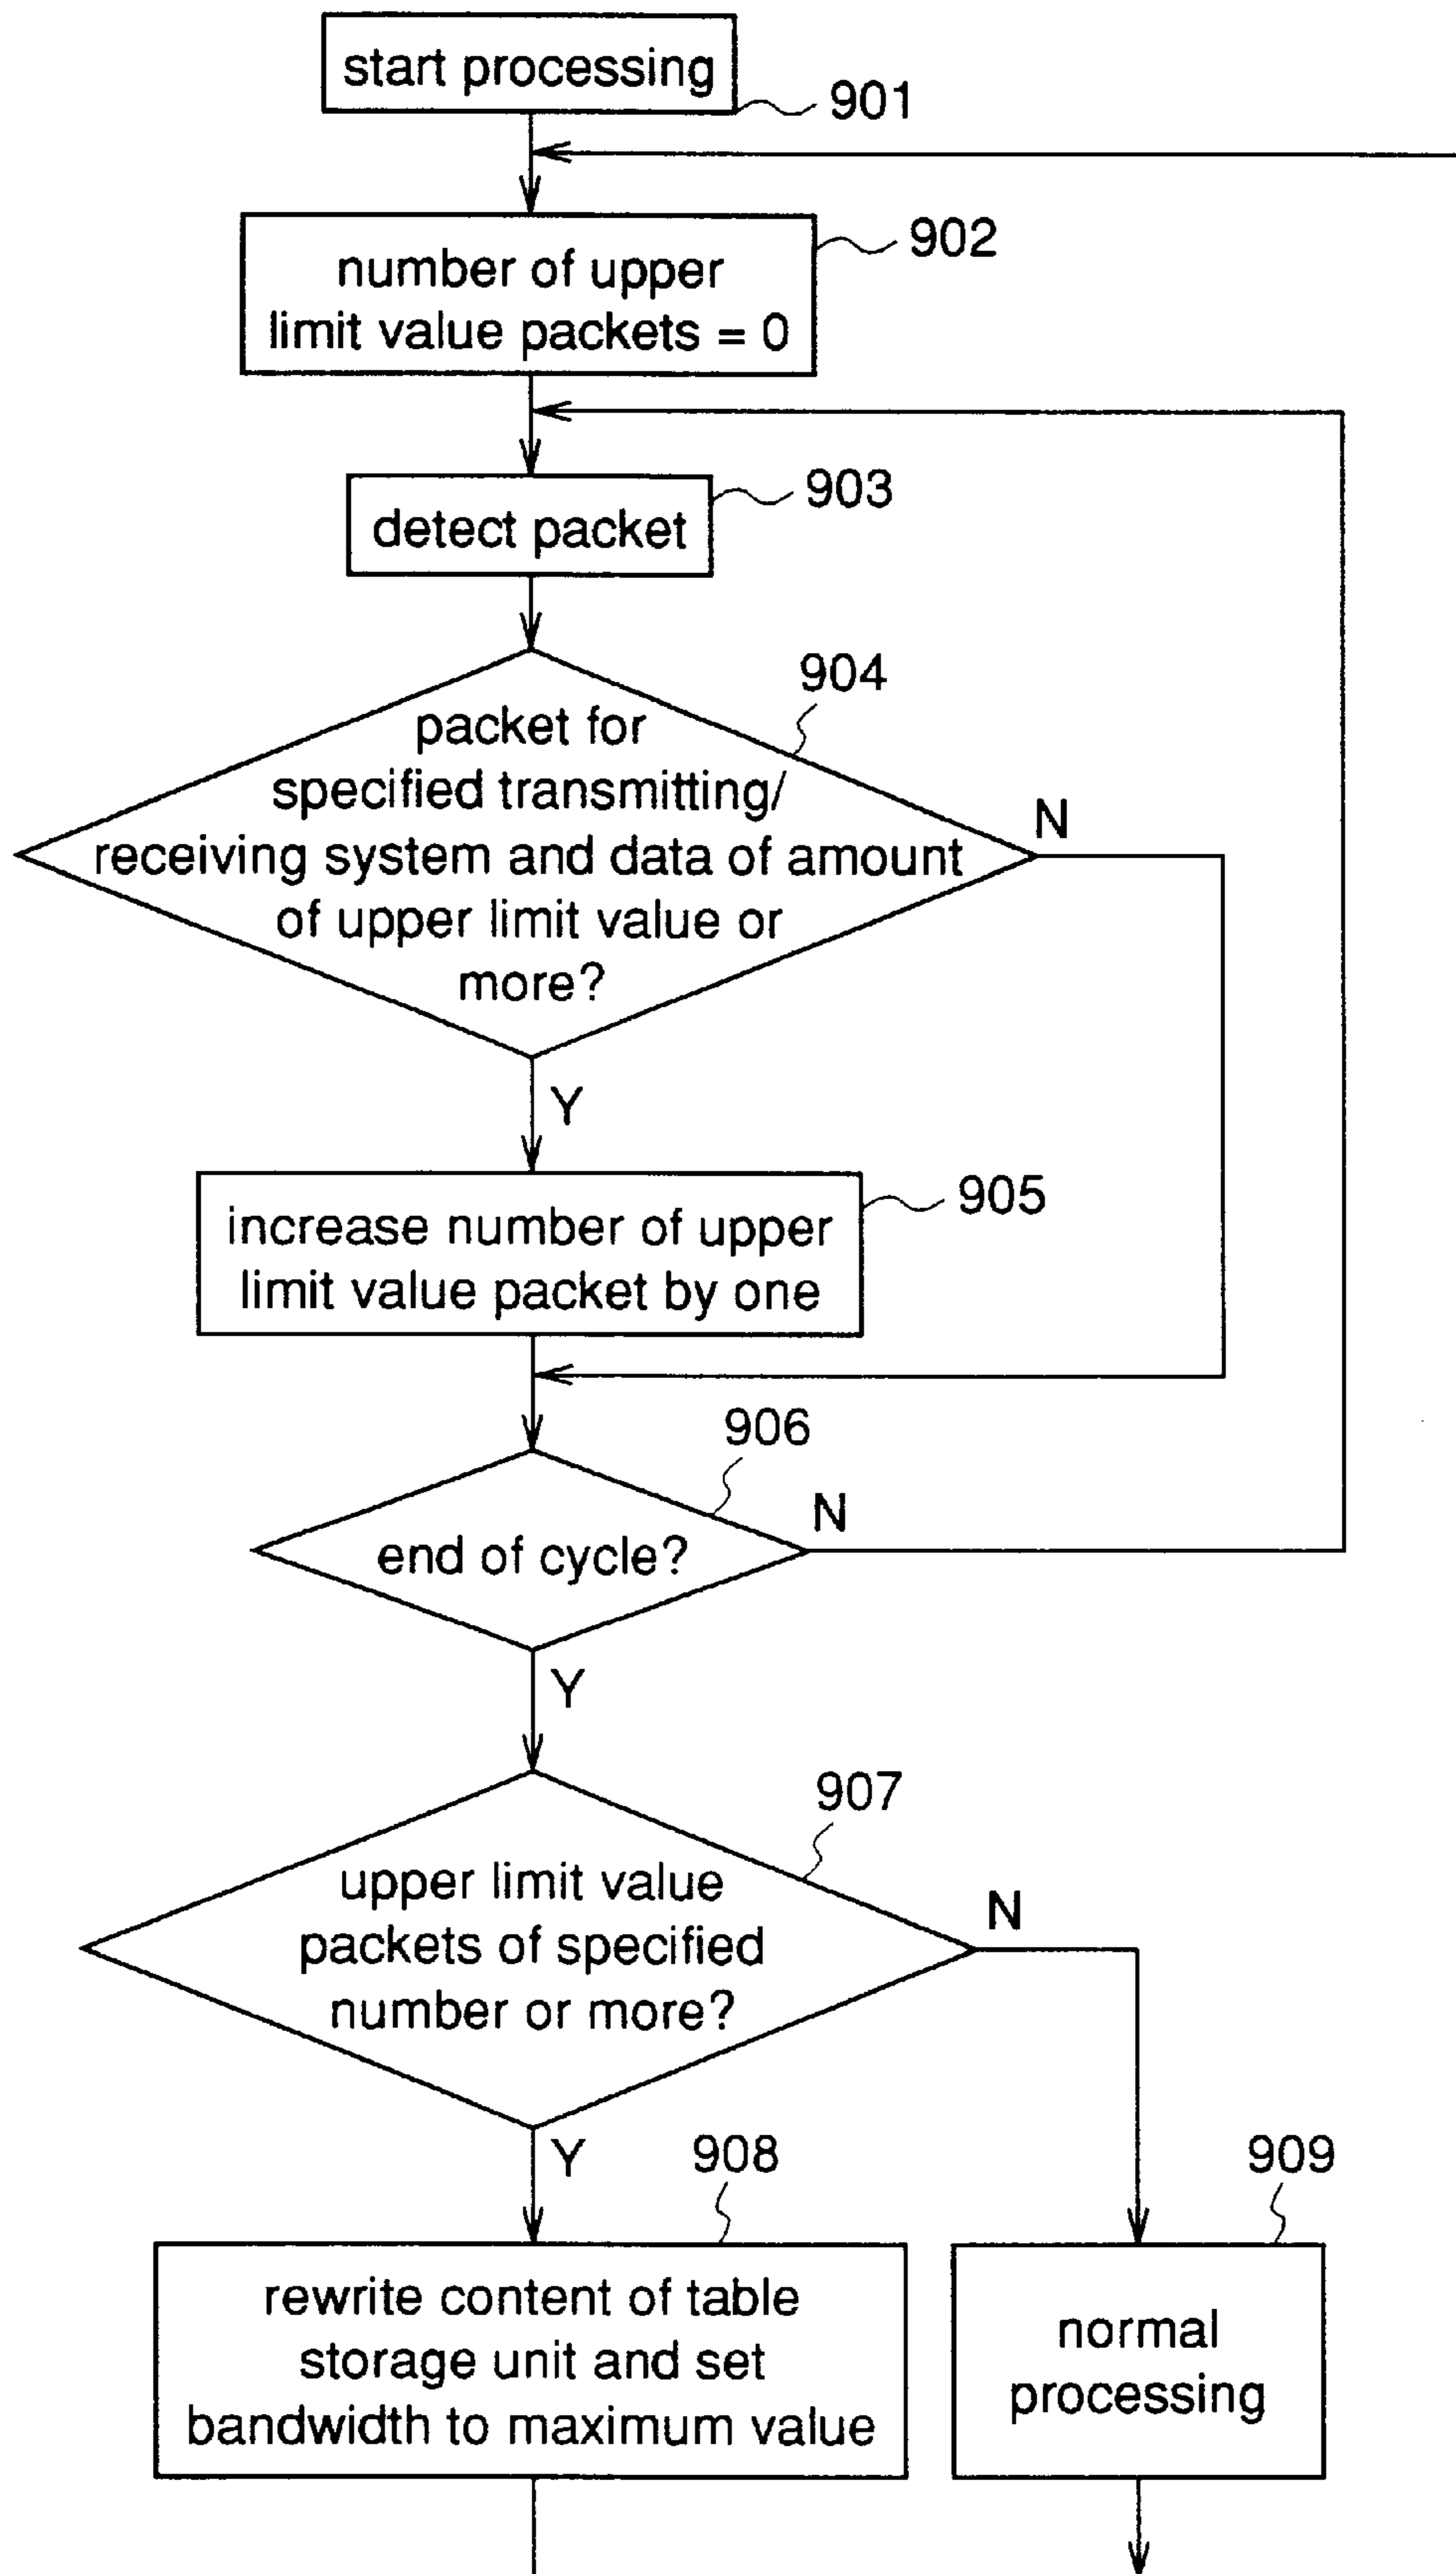 start processing
901
902
number of upper
limit value packets = 0
903
detect packet
904
packet for
specified transmitting/
receiving system and data of amount
of upper limit value or
more?
N
Y
905
increase number of upper
limit value packet by one
906
end of cycle?
N
Y
907
upper limit value
packets of specified
number or more?
N
Y
908
909
rewrite content of table
storage unit and set
bandwidth to maximum value
normal
processing